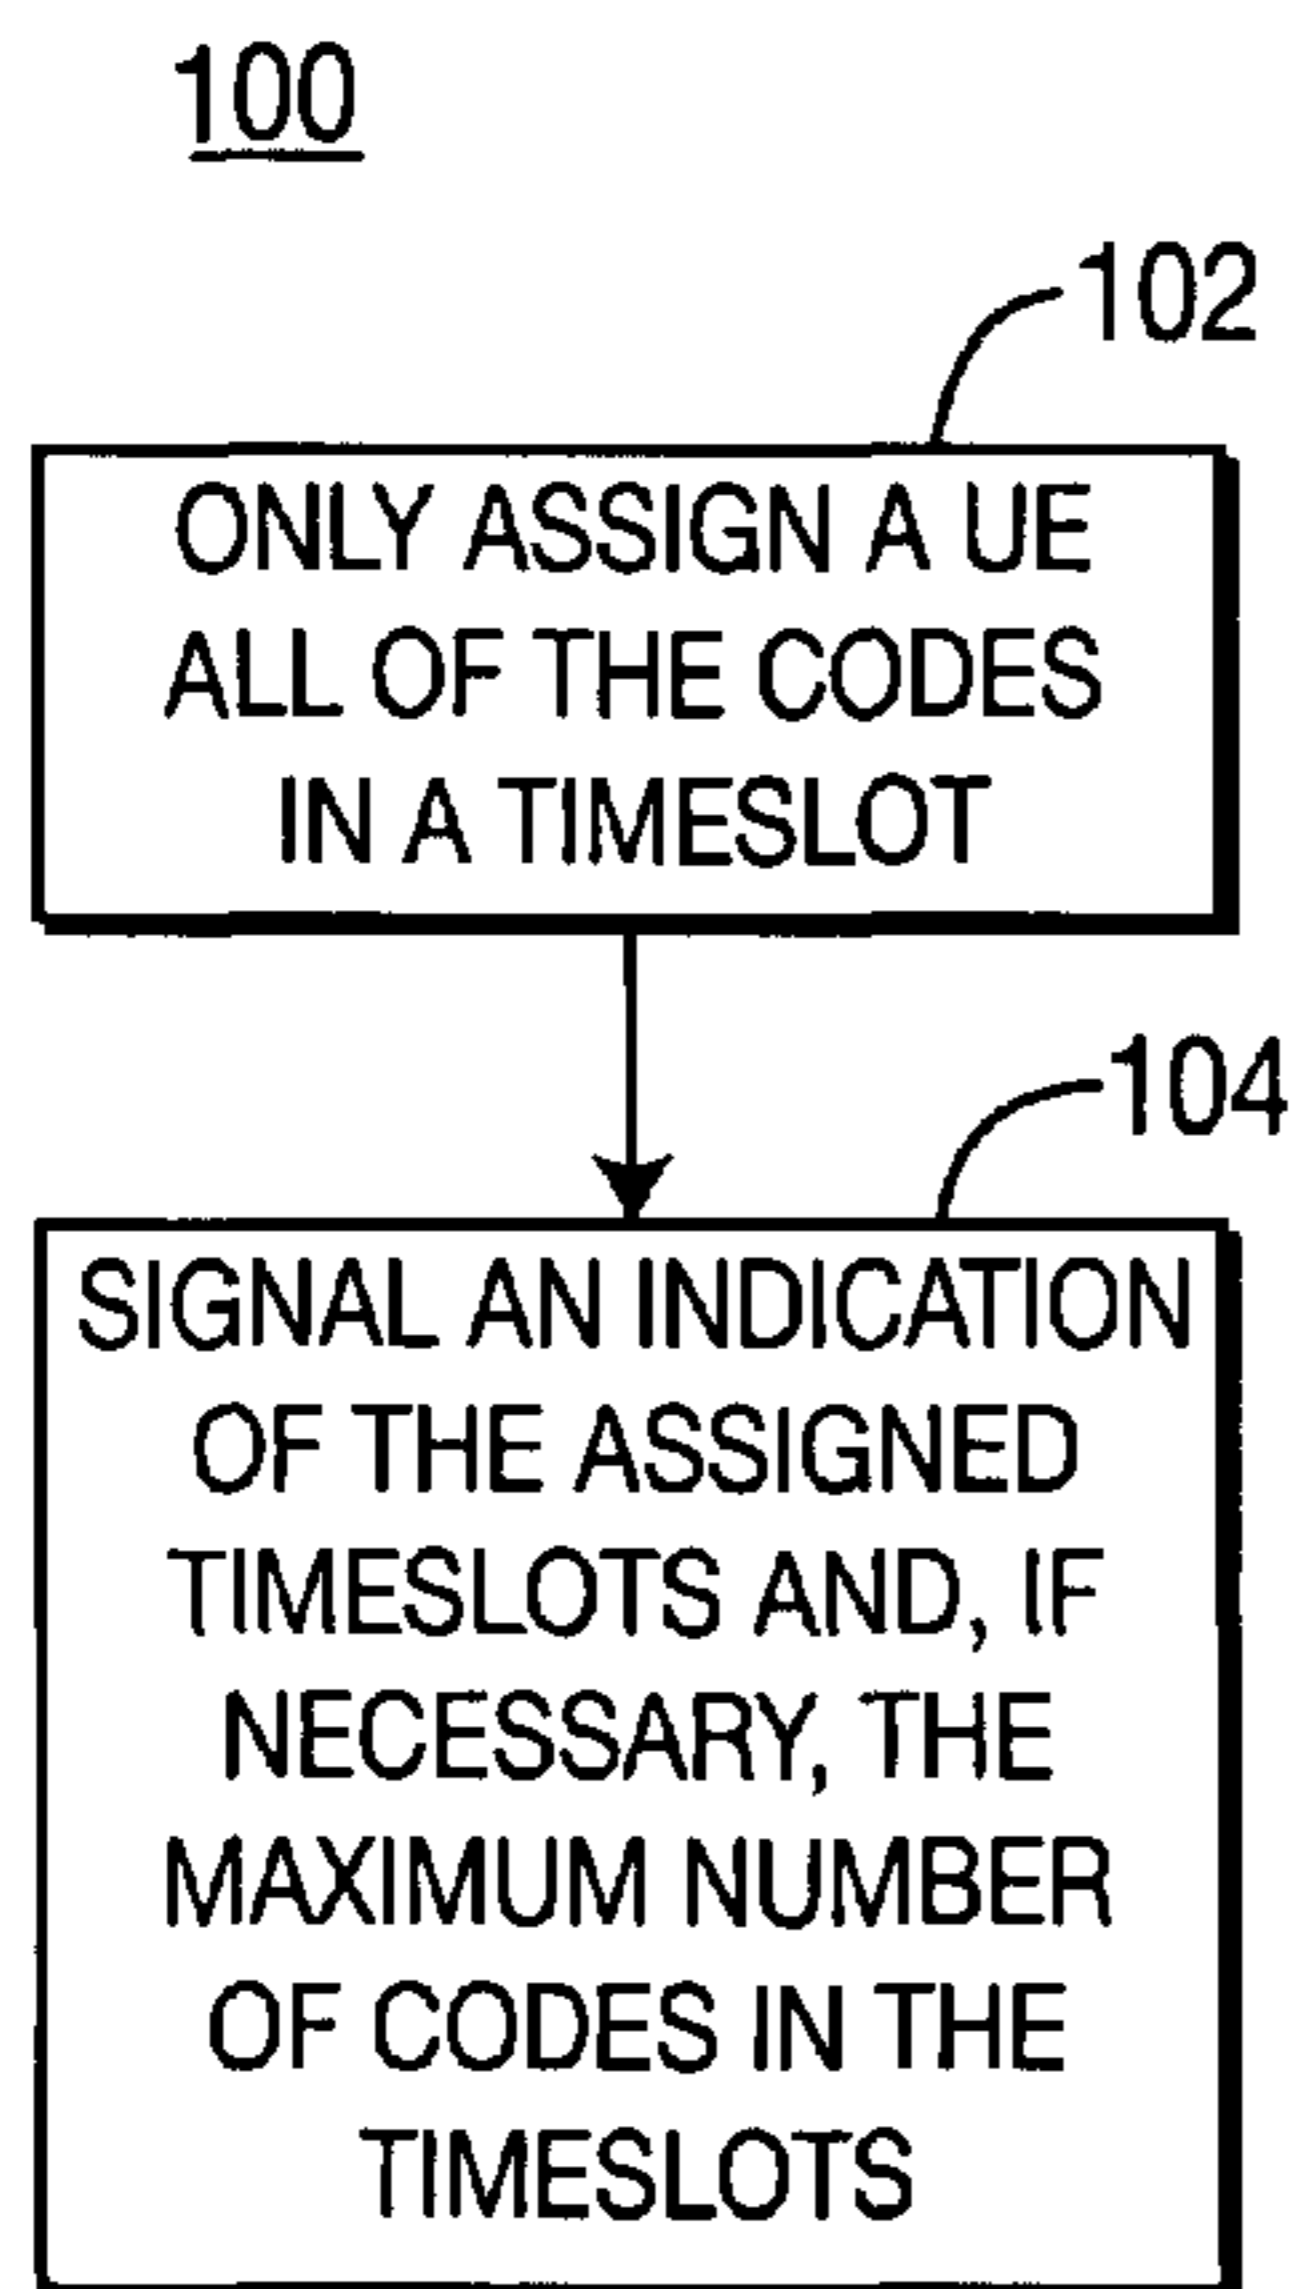 100
102
ONLY ASSIGN A UE
ALL OF THE CODES
IN A TIMESLOT
104
SIGNAL AN INDICATION
OF THE ASSIGNED
TIMESLOTS AND, IF
NECESSARY, THE
MAXIMUM NUMBER
OF CODES IN THE
TIMESLOTS